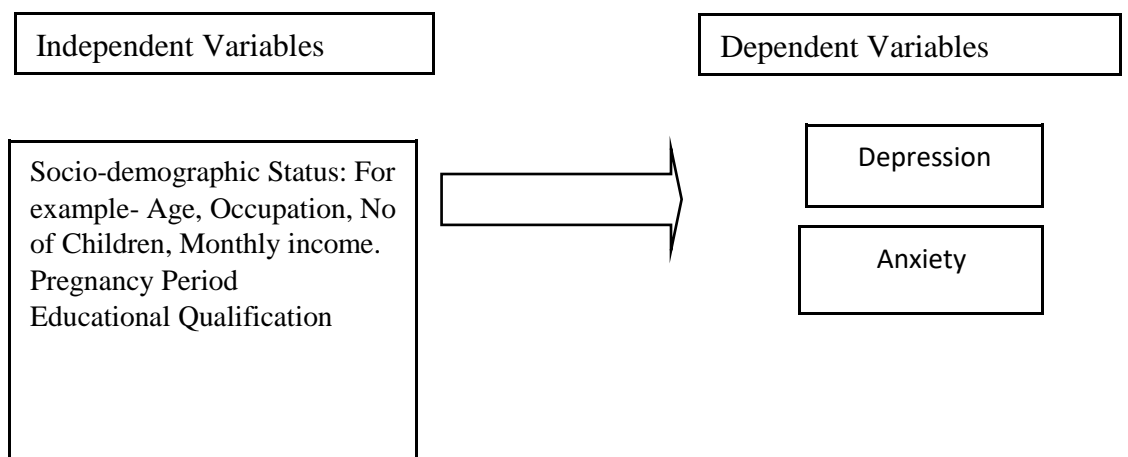 Independent Variables
Dependent Variables
Socio-demographic Status: For
example- Age, Occupation, No
of Children, Monthly income.
Pregnancy Period
Educational Qualification
Depression
Anxiety